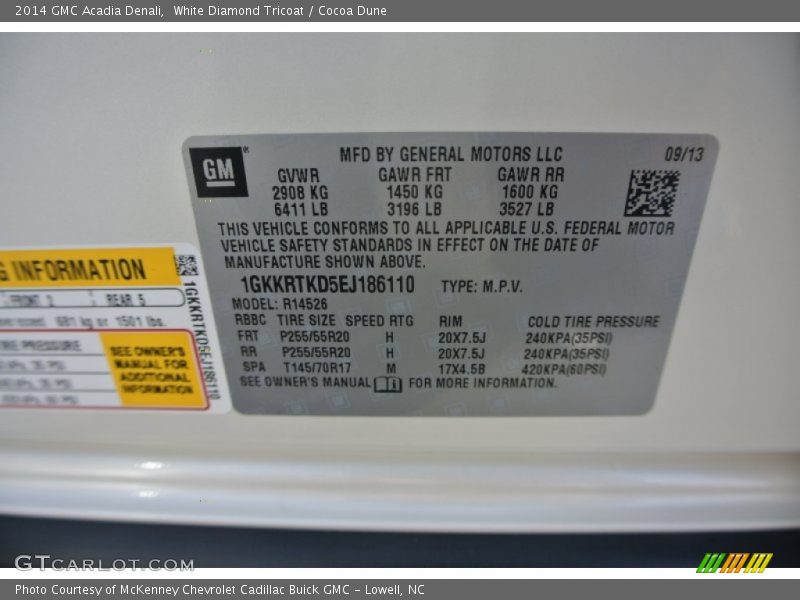 2014 GMC Acadia Denali, White Diamond Tricoat / Cocoa Dune
GM
MFD BY GENERAL MOTORS LLC 09/13
GVWR GAWR FRT GAWR RR
2908 KG 1450 KG 1600 KG
6411 LB 3196 LB 3527 LB
THIS VEHICLE CONFORMS TO ALL APPLICABLE U.S. FEDERAL MOTOR
VEHICLE SAFETY STANDARDS IN EFFECT ON THE DATE OF
MANUFACTURE SHOWN ABOVE.
1GKKRTKD5EJ186110 TYPE: M.P.V.
MODEL: R14526
RBBC TIRE SIZE SPEED RTG RIM COLD TIRE PRESSURE
FRT P255/55R20 H 20X7.5J 240KPA(35PSI)
RR P255/55R20 H 20X7.5J 240KPA(35PSI)
SPA T145/70R17 M 17X4.5B 420KPA(60PSI)
SEE OWNER'S MANUAL FOR MORE INFORMATION.
INFORMATION
FRONT 2 REAR 5
681 kg or 1501 lbs.
PRESSURE
SEE OWNER'S
MANUAL FOR
ADDITIONAL
INFORMATION
1GKKRTKD5EJ186110
GTCarLot.com
Photo Courtesy of McKenney Chevrolet Cadillac Buick GMC - Lowell, NC